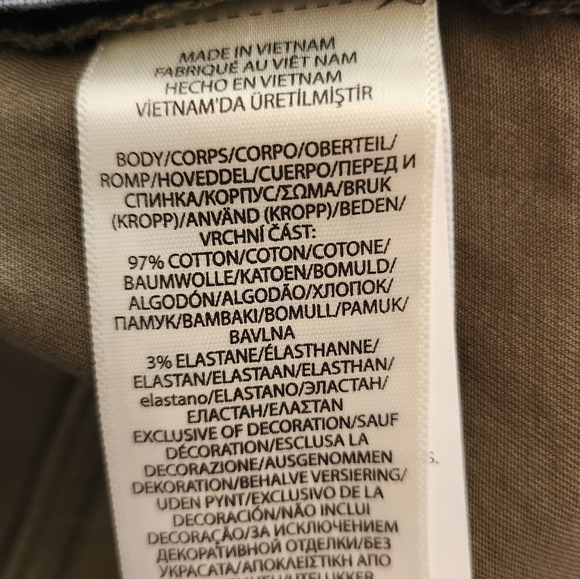 MADE IN VIETNAM
FABRIQUÉ AU VIÊT NAM
HECHO EN VIETNAM
VİETNAM'DA ÜRETİLMİŞTİR
BODY/CORPS/CORPO/OBERTEIL/
ROMP/HOVEDDEL/CUERPO/ПЕРЕД И
СПИНКА/КОРПУС/ΣΩΜΑ/BRUK
(KROPP)/ANVÄND (KROPP)/BEDEN/
VRCHNÍ ČÁST:
97% COTTON/COTON/COTONE/
BAUMWOLLE/KATOEN/BOMULD/
ALGODÓN/ALGODÃO/ХЛОПОК/
ПАМУК/ΒΑΜΒΑΚΙ/BOMULL/PAMUK/
BAVLNA
3% ELASTANE/ÉLASTHANNE/
ELASTAN/ELASTAAN/ELASTHAN/
elastano/ELASTANO/ЭЛАСТАН/
ЕЛАСТАН/ΕΛΑΣΤΑΝ
EXCLUSIVE OF DECORATION/SAUF
DÉCORATION/ESCLUSA LA
DECORAZIONE/AUSGENOMMEN
DEKORATION/BEHALVE VERSIERING/
UDEN PYNT/EXCLUSIVO DE LA
DECORACIÓN/NÃO INCLUI
DECORAÇÃO/ЗА ИСКЛЮЧЕНИЕМ
ДЕКОРАТИВНОЙ ОТДЕЛКИ/БЕЗ
УКРАСАТА/ΑΠΟΚΛΕΙΣΤΙΚΗ ΑΠΟ